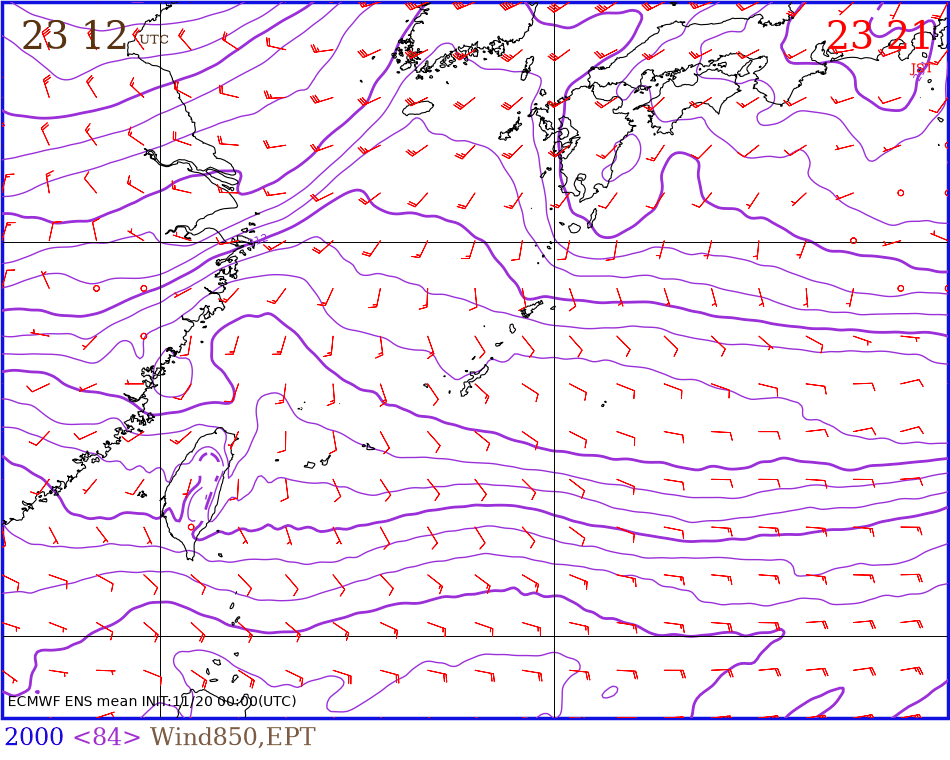 23 12 UTC
23 21
JST
ECMWF ENS mean INIT:11/20 00:00(UTC)
2000 <84> Wind850,EPT